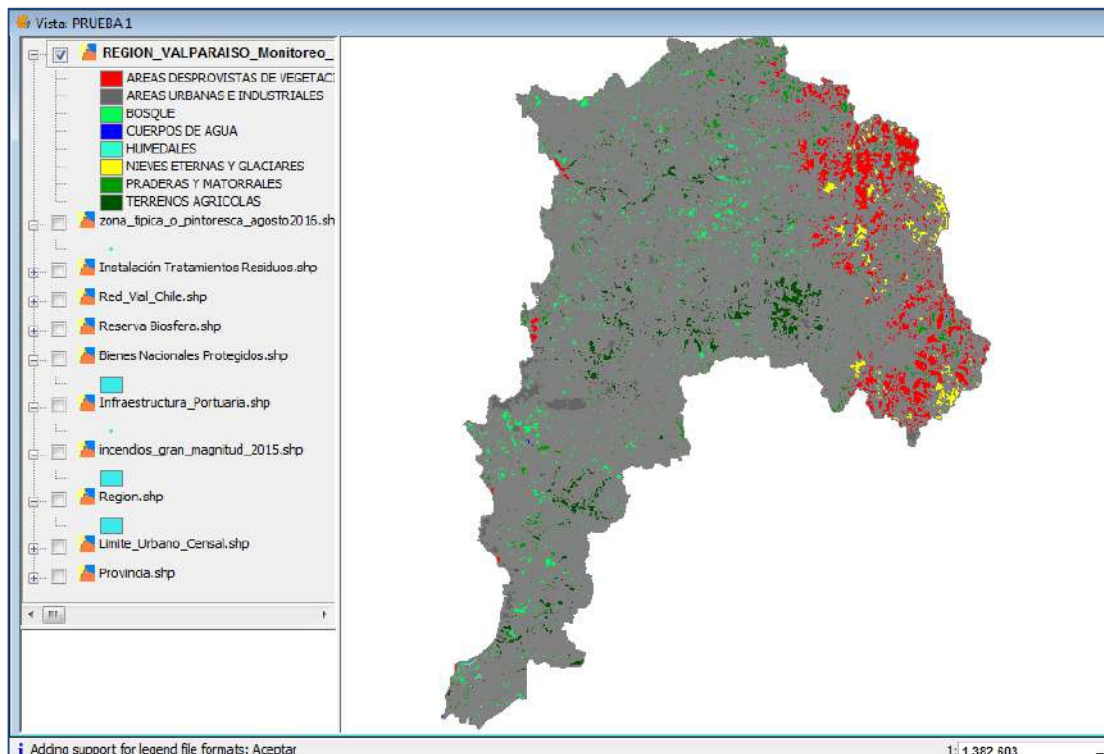 Vista: PRUEBA 1
REGION_VALPARAISO_Monitoreo_
AREAS DESPROVISTAS DE VEGETACI
AREAS URBANAS E INDUSTRIALES
BOSQUE
CUERPOS DE AGUA
HUMEDALES
NIEVES ETERNAS Y GLACIARES
PRADERAS Y MATORRALES
TERRENOS AGRICOLAS
zona_tipica_o_pintoresca_agosto2016.sh
Instalación Tratamientos Residuos.shp
Red_Vial_Chile.shp
Reserva Biosfera.shp
Bienes Nacionales Protegidos.shp
Infraestructura_Portuaria.shp
incendios_gran_magnitud_2015.shp
Region.shp
Limite_Urbano_Censal.shp
Provincia.shp
Adding support for legend file formats: Aceptar
1: 1.382.603